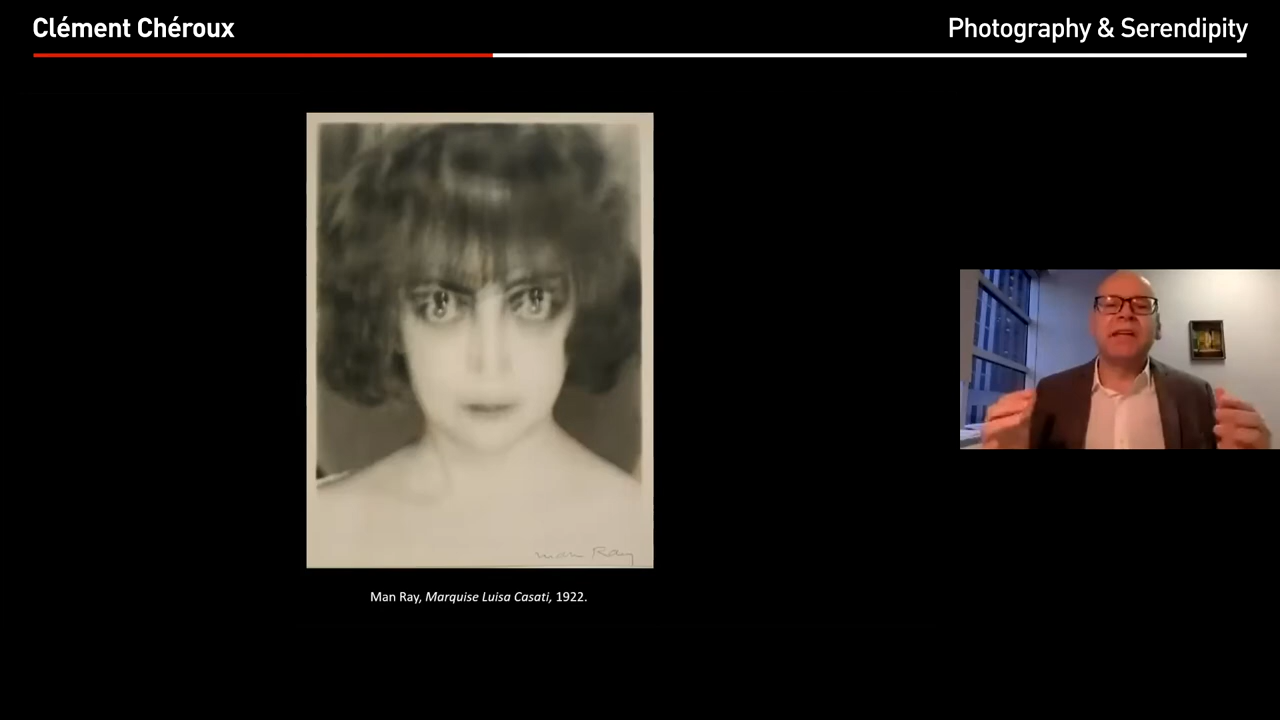 Clément Chéroux
Photography & Serendipity
man Ray
Man Ray, Marquise Luisa Casati, 1922.